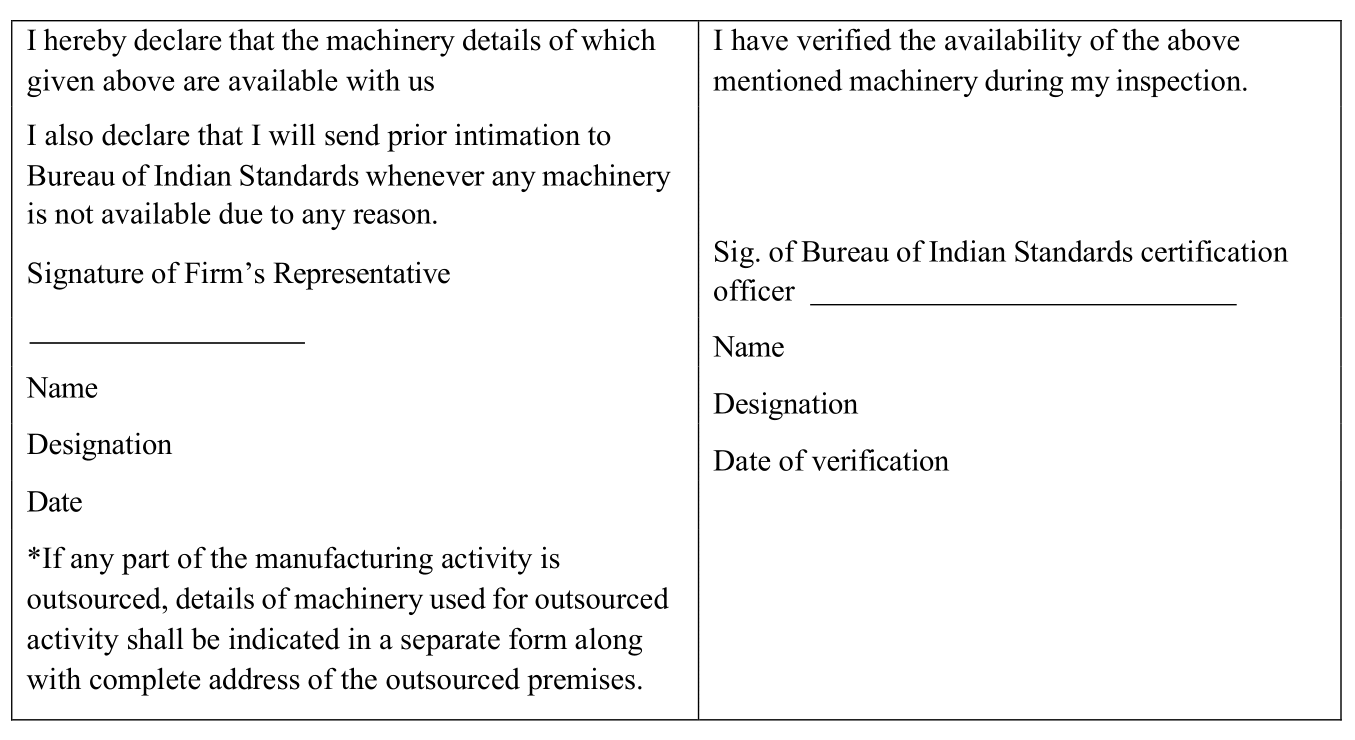 I hereby declare that the machinery details of which
given above are available with us
I also declare that I will send prior intimation to
Bureau of Indian Standards whenever any machinery
is not available due to any reason.
Signature of Firm’s Representative
Name
Designation
Date
*If any part of the manufacturing activity is
outsourced, details of machinery used for outsourced
activity shall be indicated in a separate form along
with complete address of the outsourced premises.
I have verified the availability of the above
mentioned machinery during my inspection.
Sig. of Bureau of Indian Standards certification
officer
Name
Designation
Date of verification